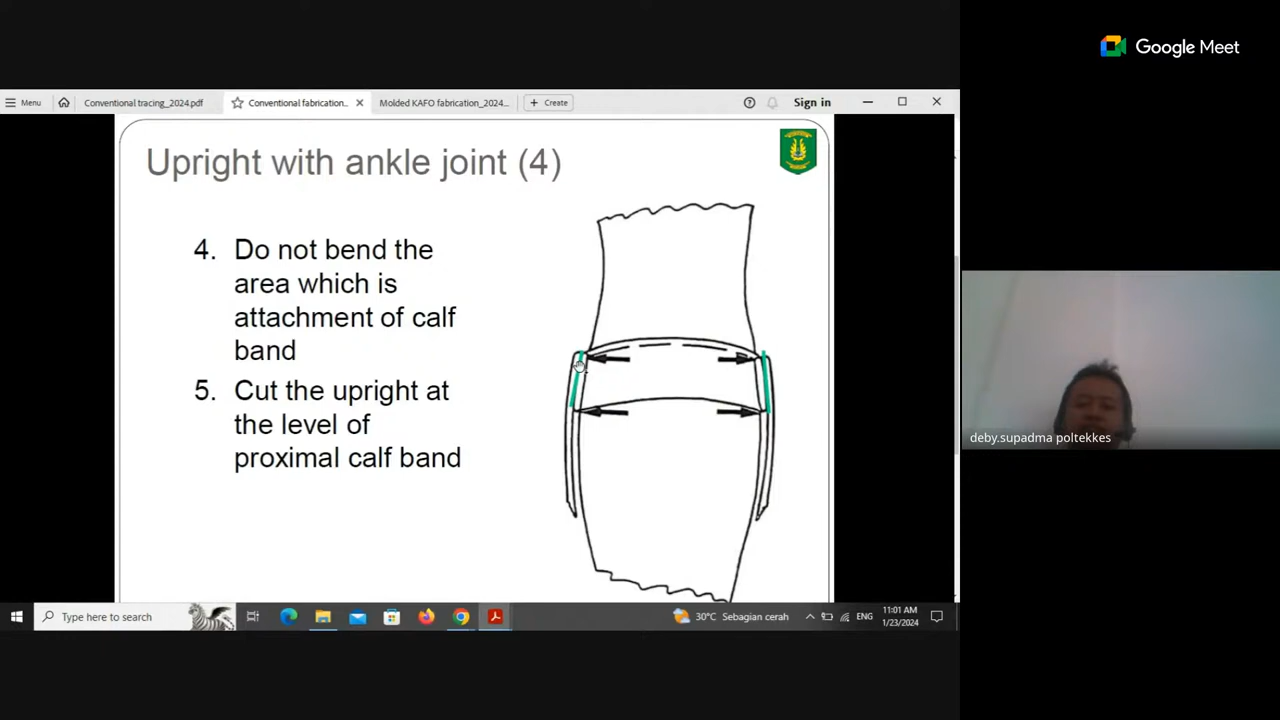 Google Meet
Menu
Conventional tracing_2024.pdf
Conventional fabrication...
Molded KAFO fabrication_2024...
Create
Sign in
Upright with ankle joint (4)
4. Do not bend the
area which is
attachment of calf
band
5. Cut the upright at
the level of
proximal calf band
deby.supadma poltekkes
Type here to search
30°C Sebagian cerah
ENG
11:01 AM
1/23/2024